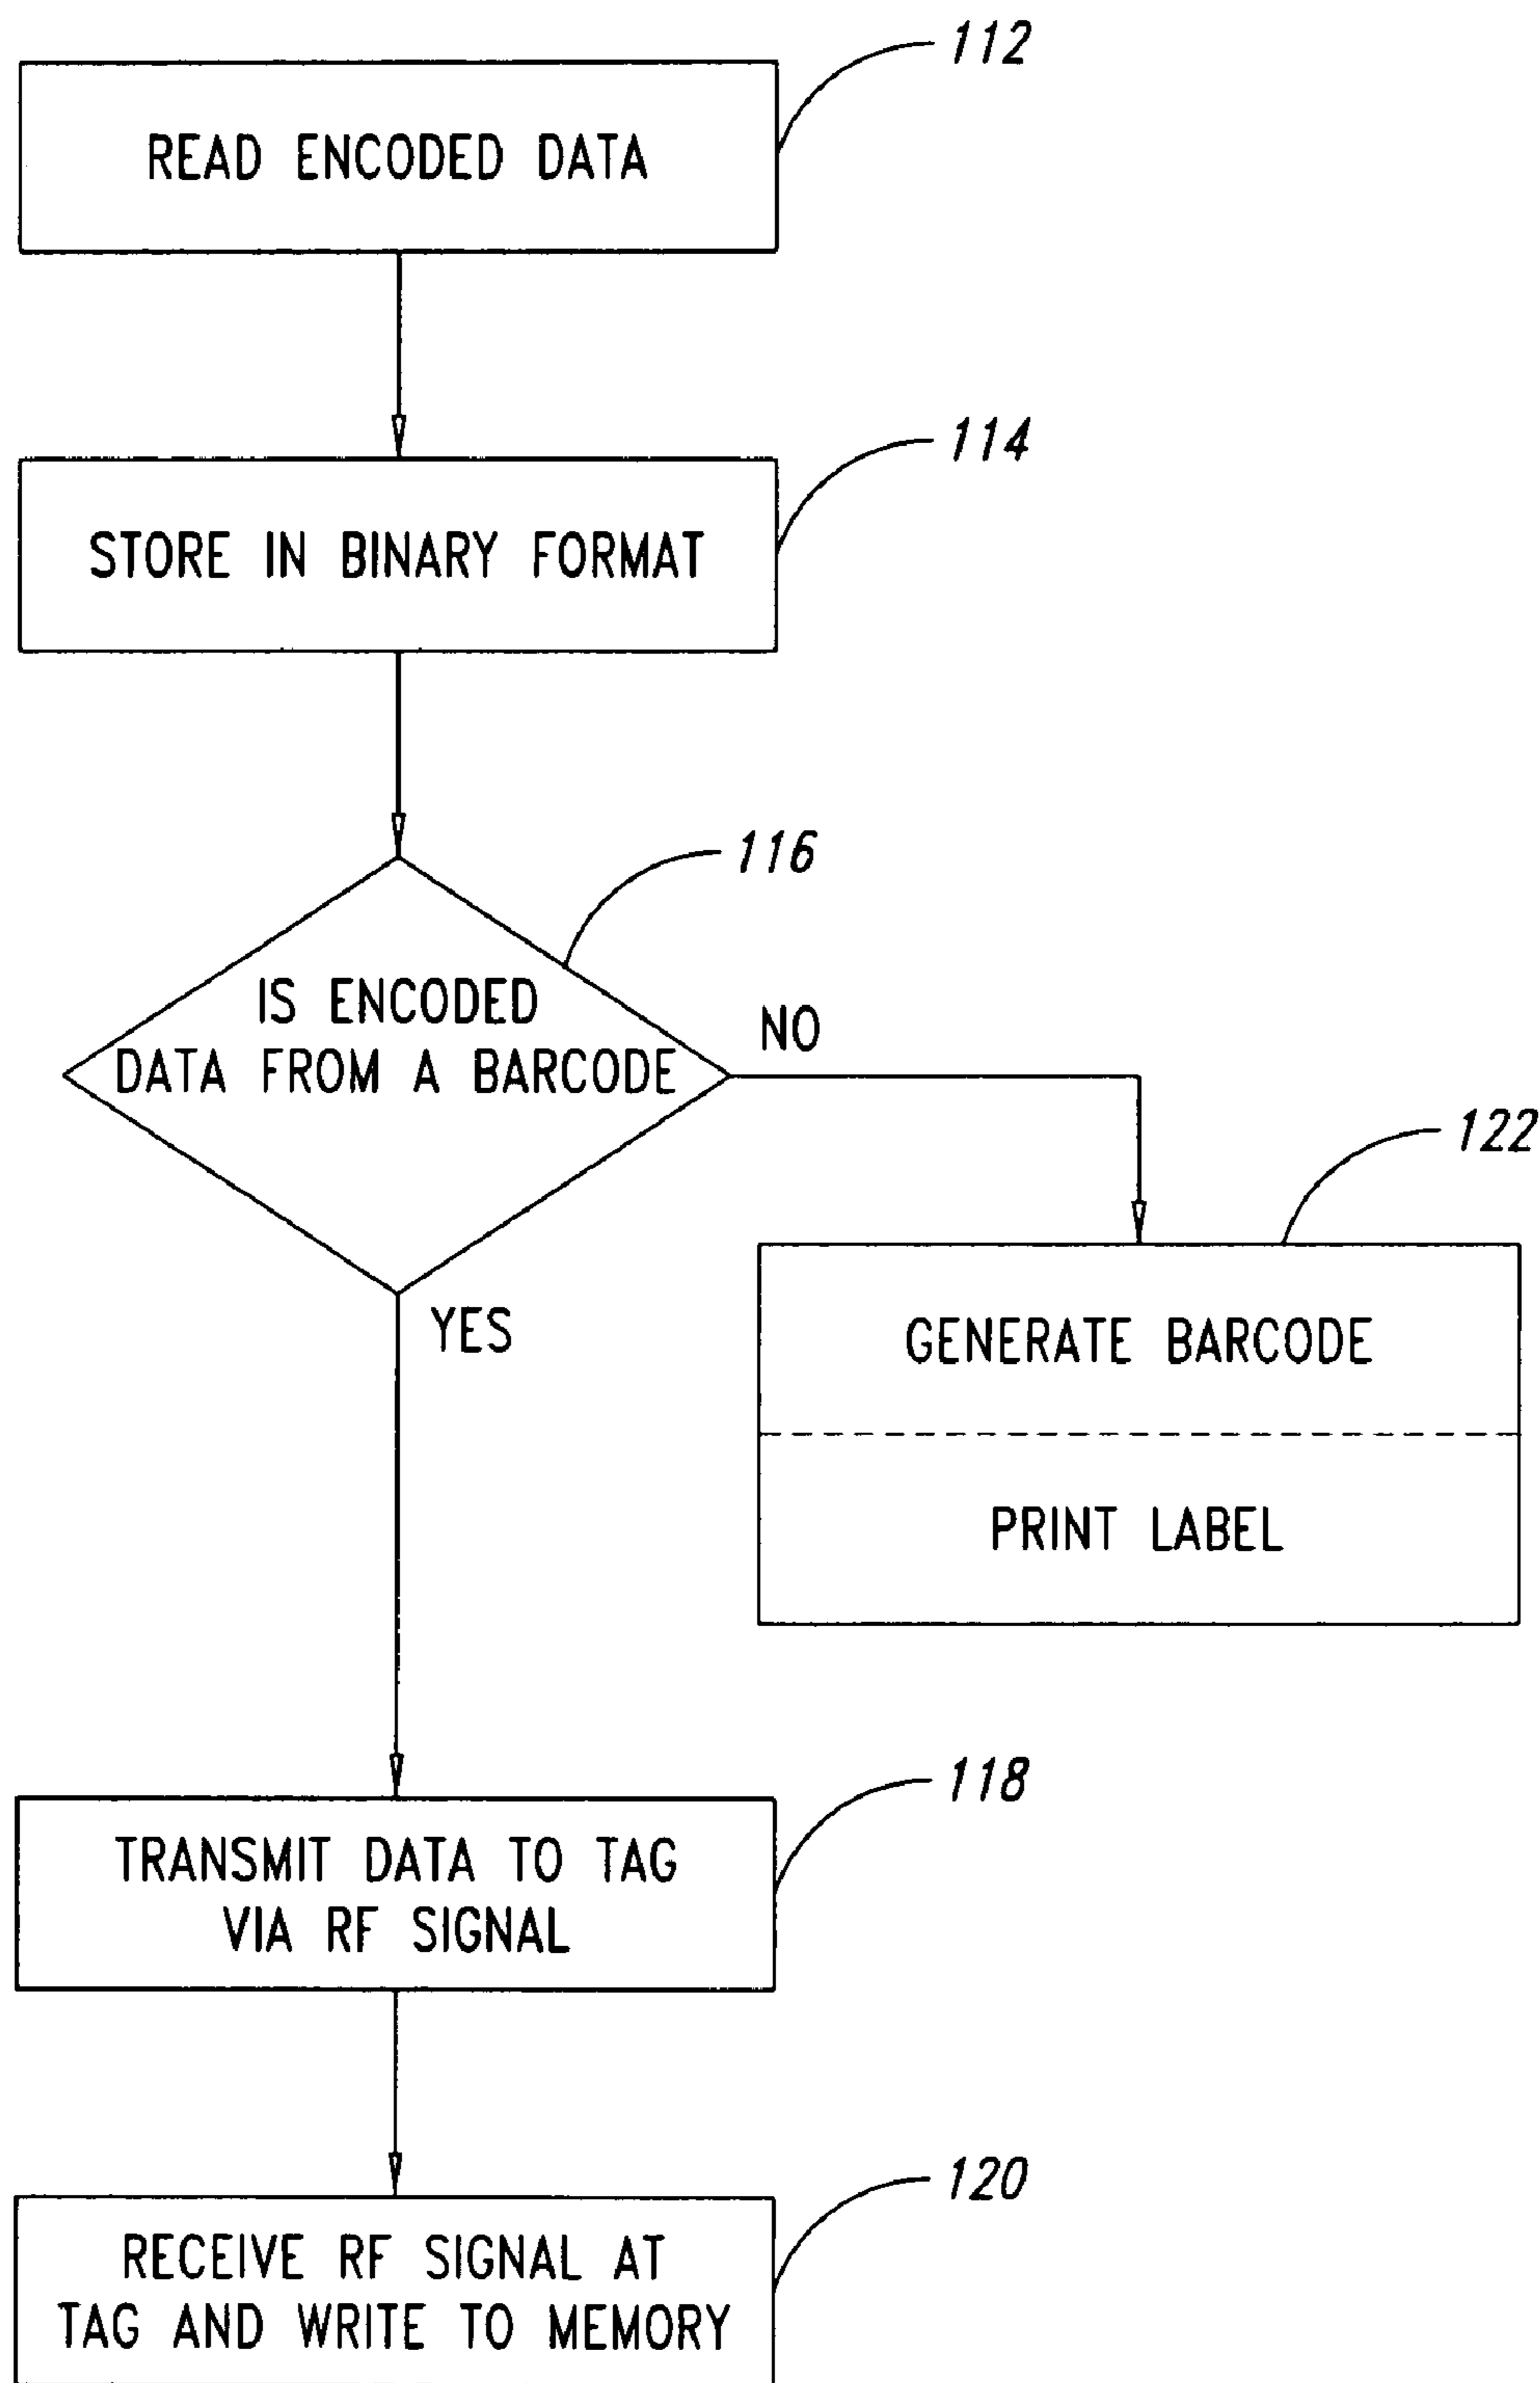 112
READ ENCODED DATA
114
STORE IN BINARY FORMAT
116
IS ENCODED
DATA FROM A BARCODE
NO
122
YES
GENERATE BARCODE
PRINT LABEL
118
TRANSMIT DATA TO TAG
VIA RF SIGNAL
120
RECEIVE RF SIGNAL AT
TAG AND WRITE TO MEMORY